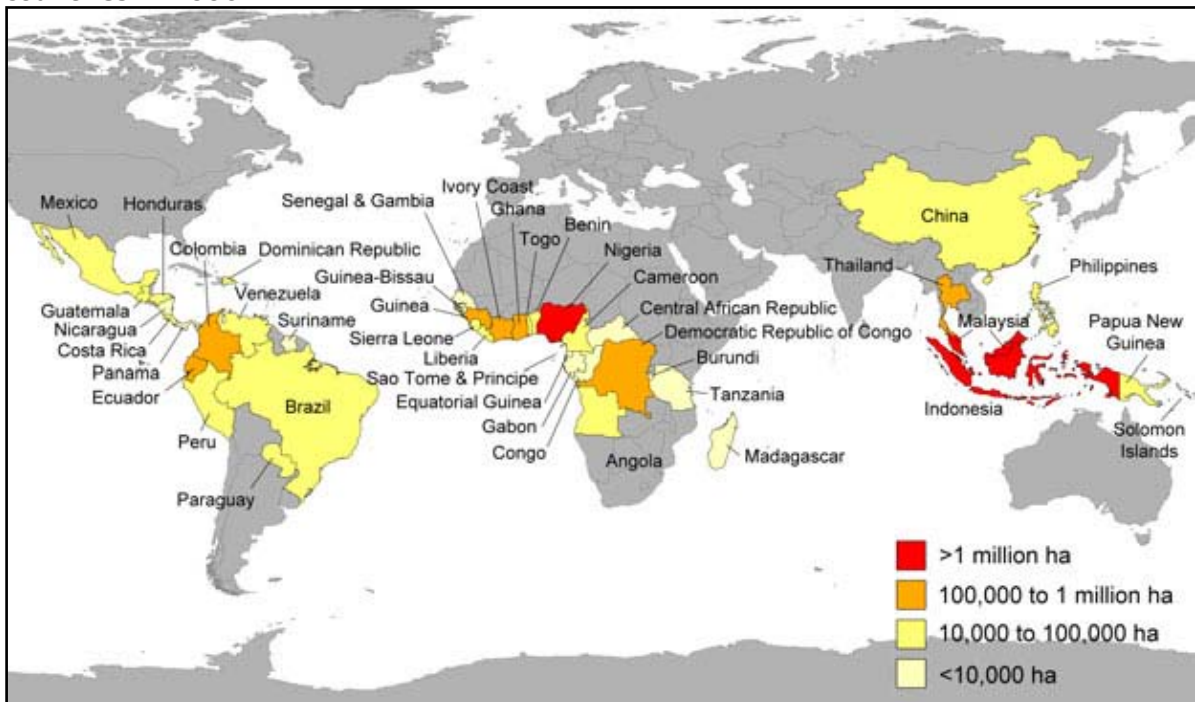 Mexico
Honduras
Colombia
Dominican Republic
Guatemala
Venezuela
Nicaragua
Suriname
Costa Rica
Panama
Ecuador
Brazil
Peru
Paraguay
Senegal & Gambia
Ivory Coast
Ghana
Togo
Benin
Nigeria
Guinea-Bissau
Cameroon
Guinea
Central African Republic
Sierra Leone
Democratic Republic of Congo
Liberia
Burundi
Sao Tome & Principe
Tanzania
Equatorial Guinea
Gabon
Congo
Angola
Madagascar
China
Thailand
Philippines
Malaysia
Papua New
Guinea
Indonesia
Solomon
Islands
>1 million ha
100,000 to 1 million ha
10,000 to 100,000 ha
<10,000 ha